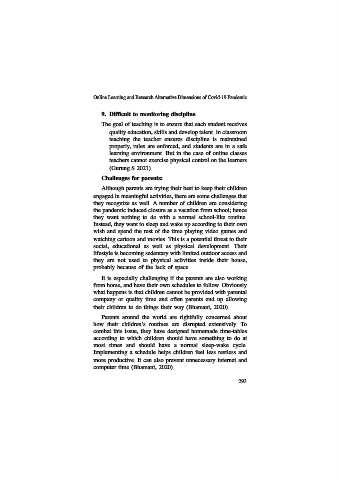 Online Learning and Research Alternative Dimensions of Covid-19 Pandemic
9. Difficult to monitoring discipline
The goal of teaching is to ensure that each student receives
quality education, skills and develop talent. In classroom
teaching the teacher ensures discipline is maintained
properly, rules are enforced, and students are in a safe
learning environment. But in the case of online classes
teachers cannot exercise physical control on the learners
(Gurung S 2021)
Challenges for parents:
Although parents are trying their best to keep their children
engaged in meaningful activities, there are some challenges that
they recognize as well. A number of children are considering
the pandemic induced closure as a vacation from school; hence
they want nothing to do with a normal school-like routine.
Instead, they want to sleep and wake up according to their own
wish and spend the rest of the time playing video games and
watching cartoon and movies. This is a potential threat to their
social, educational as well as physical development. Their
lifestyle is becoming sedentary with limited outdoor access and
they are not used to physical activities inside their house,
probably because of the lack of space.
It is especially challenging if the parents are also working
from home, and have their own schedules to follow. Obviously
what happens is that children cannot be provided with parental
company or quality time and often parents end up allowing
their children to do things their way (Bhamani, 2020)
Parents around the world are rightfully concerned about
how their children's routines are disrupted extensively. To
combat this issue, they have designed homemade time-tables
according to which children should have something to do at
most times and should have a normal sleep-wake cycle.
Implementing a schedule helps children feel less restless and
more productive. It can also prevent unnecessary internet and
computer time (Bhamani, 2020)